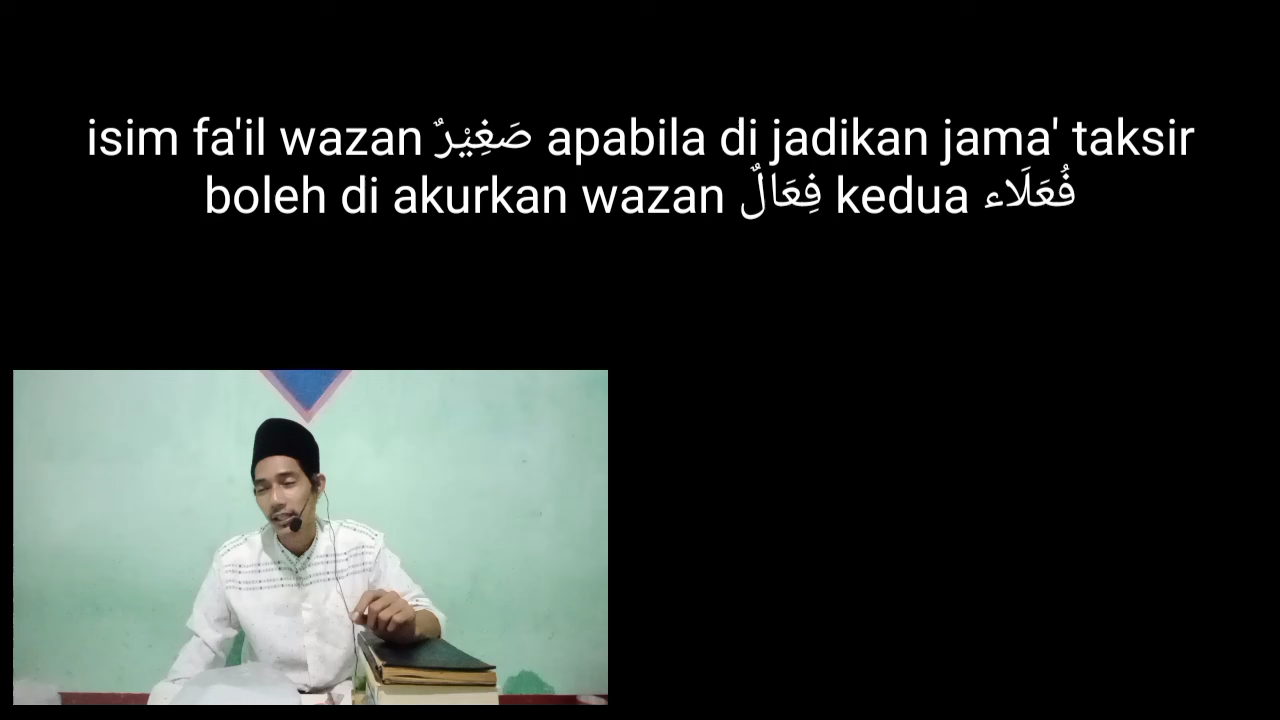 isim fa'il wazan صَغِيْرٌ apabila di jadikan jama' taksir
boleh di akurkan wazan فِعَالٌ kedua فُعَلَاء